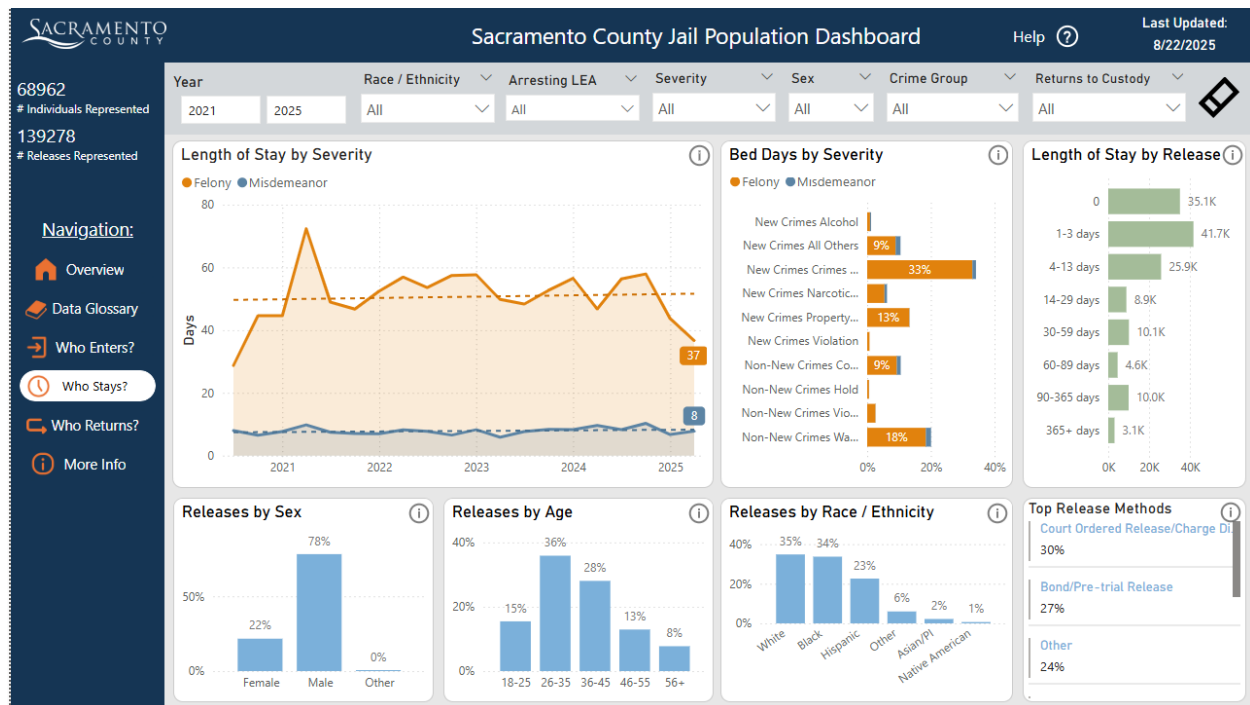 SACRAMENTO
COUNTY
Sacramento County Jail Population Dashboard
Help ?
Last Updated:
8/22/2025
68962
# Individuals Represented
139278
# Releases Represented
Navigation:
Overview
Data Glossary
Who Enters?
Who Stays?
Who Returns?
More Info
Year
2021
2025
Race / Ethnicity
All
Arresting LEA
All
Severity
All
Sex
All
Crime Group
All
Returns to Custody
All
Length of Stay by Severity
Felony
Misdemeanor
Days
80
60
40
20
0
37
8
2021
2022
2023
2024
2025
Bed Days by Severity
Felony
Misdemeanor
New Crimes Alcohol
New Crimes All Others
9%
New Crimes Crimes ...
33%
New Crimes Narcotic...
New Crimes Property...
13%
New Crimes Violation
Non-New Crimes Co...
9%
Non-New Crimes Hold
Non-New Crimes Vio...
Non-New Crimes Wa...
18%
0%
20%
40%
Length of Stay by Release
0
35.1K
1-3 days
41.7K
4-13 days
25.9K
14-29 days
8.9K
30-59 days
10.1K
60-89 days
4.6K
90-365 days
10.0K
365+ days
3.1K
0K
20K
40K
Releases by Sex
50%
0%
22%
78%
0%
Female
Male
Other
Releases by Age
40%
20%
0%
15%
36%
28%
13%
8%
18-25
26-35
36-45
46-55
56+
Releases by Race / Ethnicity
40%
20%
0%
35%
34%
23%
6%
2%
1%
White
Black
Hispanic
Other
Asian/PI
Native American
Top Release Methods
Court Ordered Release/Charge Di...
30%
Bond/Pre-trial Release
27%
Other
24%